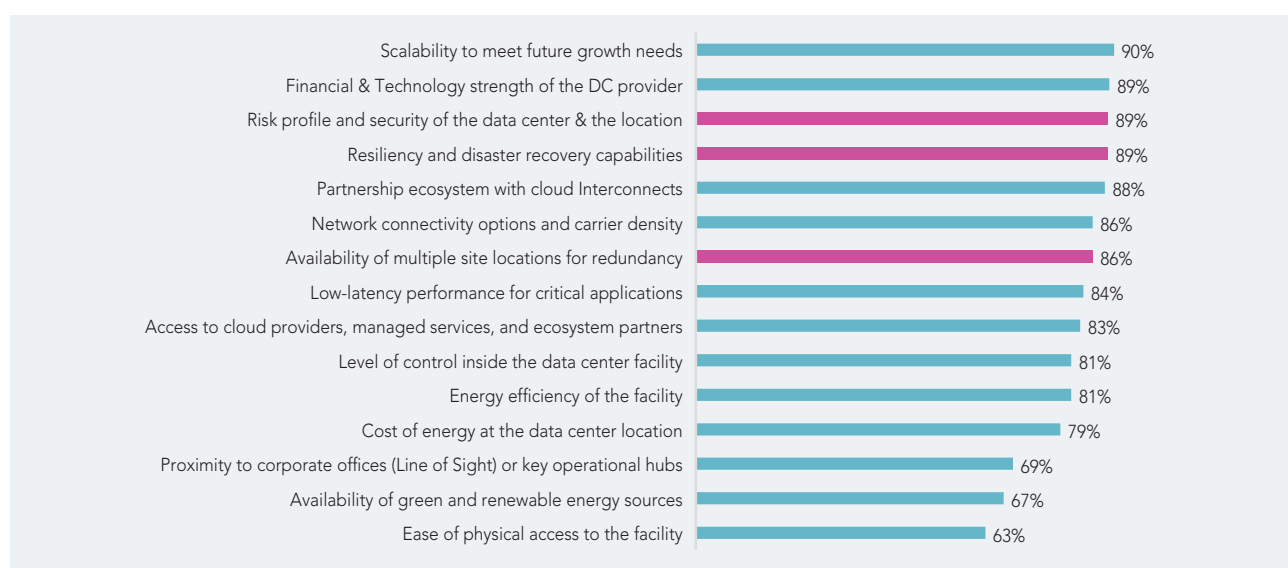 Scalability to meet future growth needs 90%
Financial & Technology strength of the DC provider 89%
Risk profile and security of the data center & the location 89%
Resiliency and disaster recovery capabilities 89%
Partnership ecosystem with cloud Interconnects 88%
Network connectivity options and carrier density 86%
Availability of multiple site locations for redundancy 86%
Low-latency performance for critical applications 84%
Access to cloud providers, managed services, and ecosystem partners 83%
Level of control inside the data center facility 81%
Energy efficiency of the facility 81%
Cost of energy at the data center location 79%
Proximity to corporate offices (Line of Sight) or key operational hubs 69%
Availability of green and renewable energy sources 67%
Ease of physical access to the facility 63%